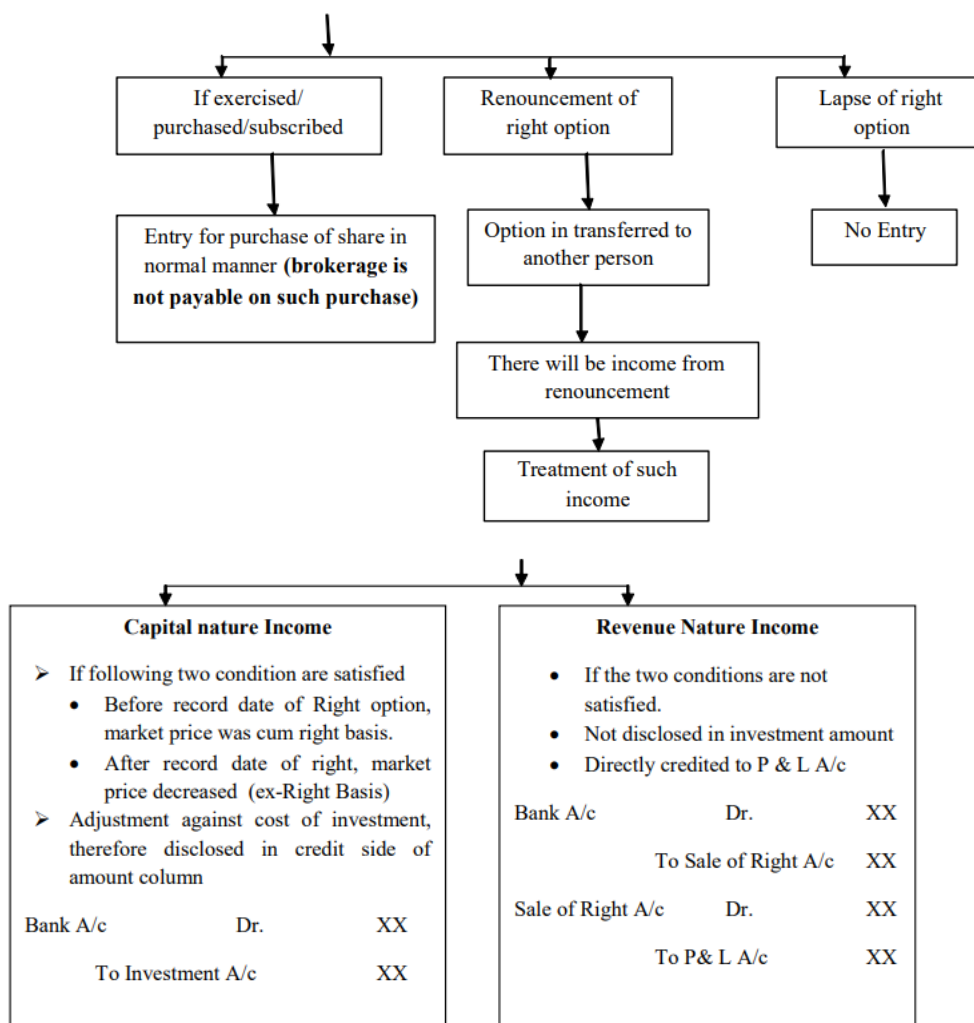 If exercised/
purchased/subscribed
Renouncement of
right option
Lapse of right
option
Entry for purchase of share in
normal manner (brokerage is
not payable on such purchase)
Option in transferred to
another person
No Entry
There will be income from
renouncement
Treatment of such
income
Capital nature Income
➢ If following two condition are satisfied
• Before record date of Right option,
market price was cum right basis.
• After record date of right, market
price decreased (ex-Right Basis)
➢ Adjustment against cost of investment,
therefore disclosed in credit side of
amount column
Bank A/c Dr. XX
To Investment A/c XX
Revenue Nature Income
• If the two conditions are not
satisfied.
• Not disclosed in investment amount
• Directly credited to P & L A/c
Bank A/c Dr. XX
To Sale of Right A/c XX
Sale of Right A/c Dr. XX
To P& L A/c XX